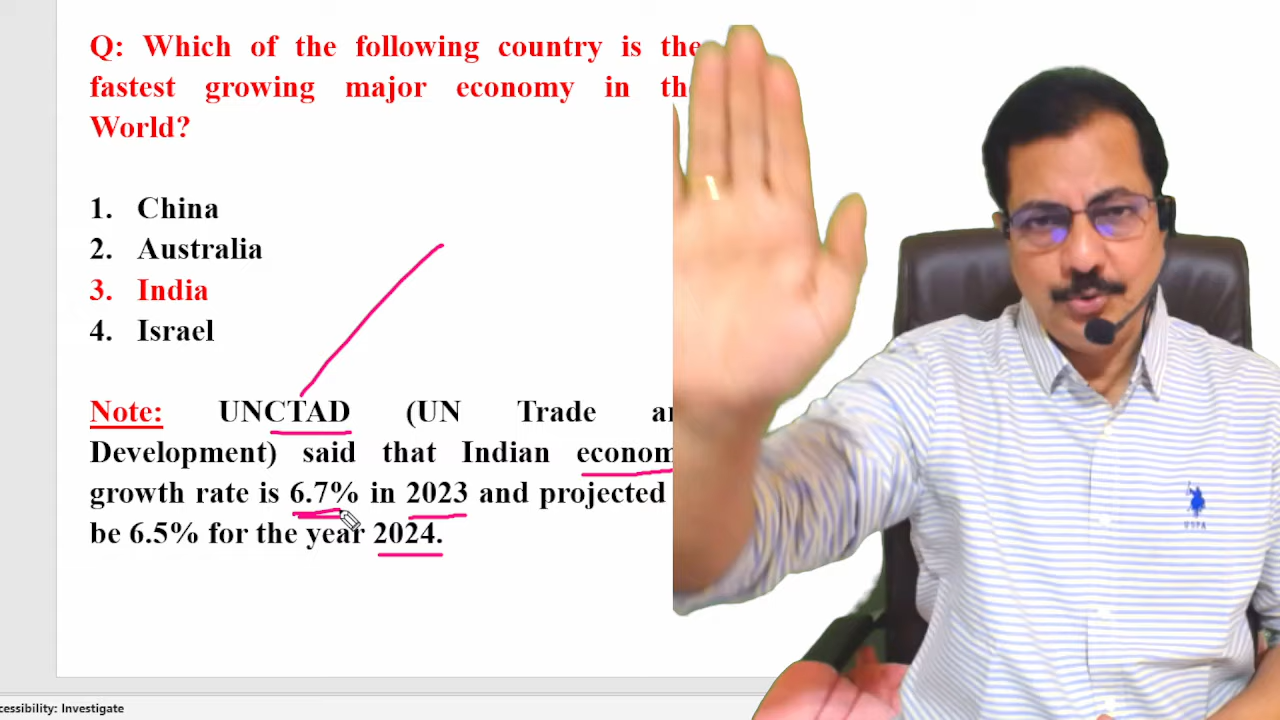 Q: Which of the following country is the
fastest growing major economy in th
World?
1. China
2. Australia
3. India
4. Israel
Note: UNCTAD (UN Trade
Development) said that Indian econom
growth rate is 6.7% in 2023 and projected
be 6.5% for the year 2024.
USPA
cessibility: Investigate